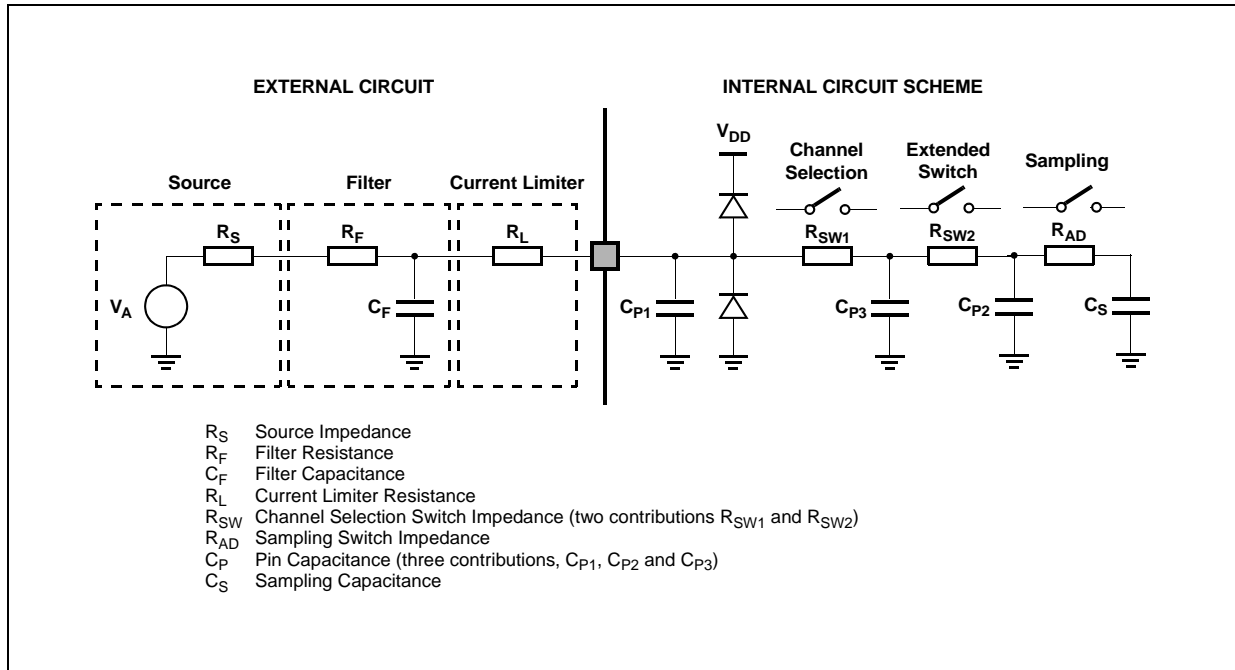 EXTERNAL CIRCUIT
INTERNAL CIRCUIT SCHEME
Source
Filter
Current Limiter
VDD
Channel
Selection
Extended
Switch
Sampling
RS
RF
RL
RSW1
RSW2
RAD
VA
CF
CP1
CP3
CP2
CS
RS Source Impedance
RF Filter Resistance
CF Filter Capacitance
RL Current Limiter Resistance
RSW Channel Selection Switch Impedance (two contributions RSW1 and RSW2)
RAD Sampling Switch Impedance
CP Pin Capacitance (three contributions, CP1, CP2 and CP3)
CS Sampling Capacitance